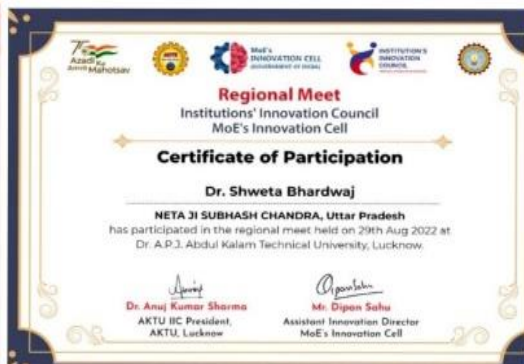 Azadi Ka
Amrit Mahotsav
MoE's
INNOVATION CELL
(GOVERNMENT OF INDIA)
INSTITUTION'S
INNOVATION
COUNCIL
Regional Meet
Institutions' Innovation Council
MoE's Innovation Cell
Certificate of Participation
Dr. Shweta Bhardwaj
NETA JI SUBHASH CHANDRA, Uttar Pradesh
has participated in the regional meet held on 29th Aug 2022 at
Dr. A.P.J. Abdul Kalam Technical University, Lucknow.
Dr. Anuj Kumar Sharma
AKTU IIC President,
AKTU, Lucknow
Mr. Dipan Sahu
Assistant Innovation Director
MoE's Innovation Cell